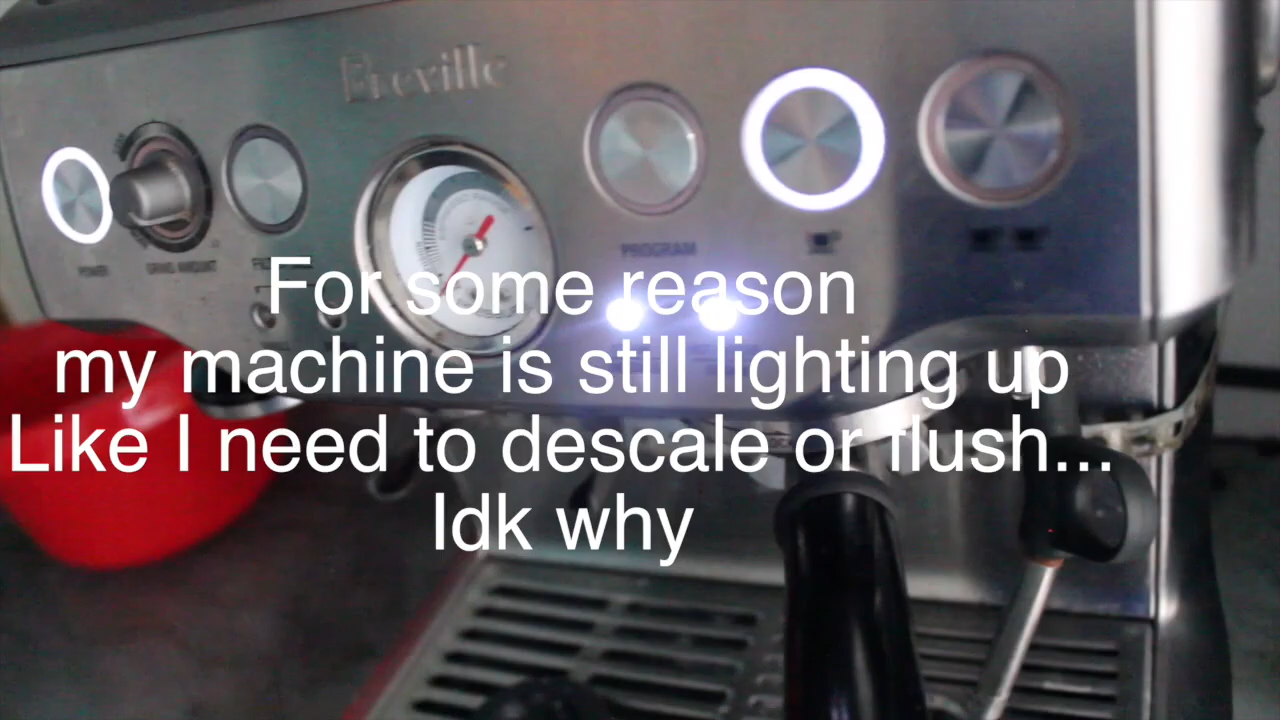 Breville
PROGRAM
POWER
GRIND AMOUNT
For some reason
my machine is still lighting up
Like I need to descale or flush...
Idk why